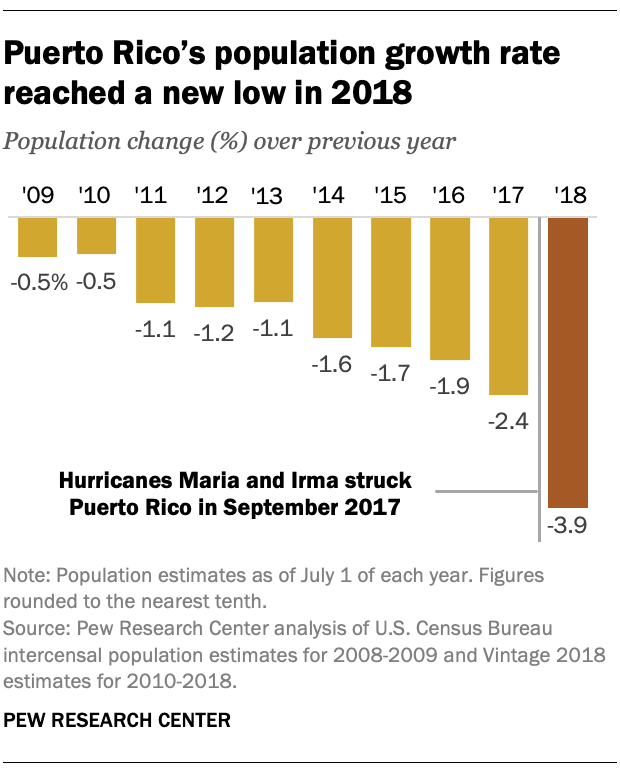 Puerto Rico’s population growth rate
reached a new low in 2018
Population change (%) over previous year
'09 '10 '11 '12 '13 '14 '15 '16 '17 '18
-0.5% -0.5 -1.1 -1.2 -1.1 -1.6 -1.7 -1.9 -2.4 -3.9
Hurricanes Maria and Irma struck
Puerto Rico in September 2017
Note: Population estimates as of July 1 of each year. Figures
rounded to the nearest tenth.
Source: Pew Research Center analysis of U.S. Census Bureau
intercensal population estimates for 2008-2009 and Vintage 2018
estimates for 2010-2018.
PEW RESEARCH CENTER